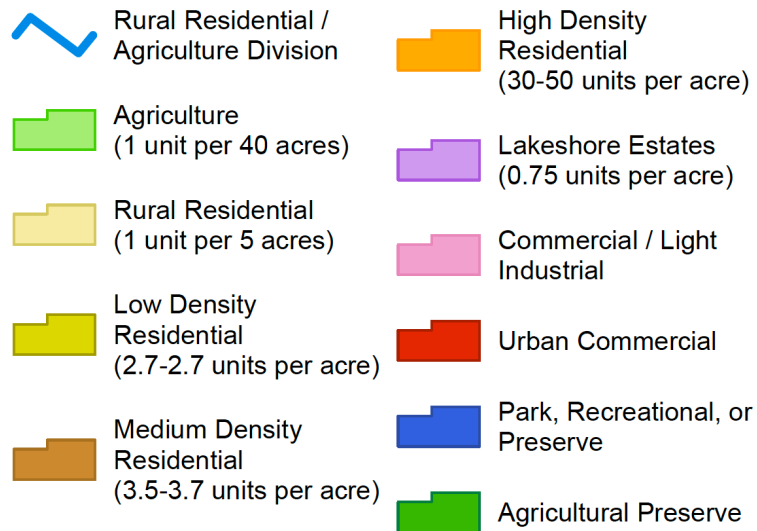 Rural Residential /
Agriculture Division
Agriculture
(1 unit per 40 acres)
Rural Residential
(1 unit per 5 acres)
Low Density
Residential
(2.7-2.7 units per acre)
Medium Density
Residential
(3.5-3.7 units per acre)
High Density
Residential
(30-50 units per acre)
Lakeshore Estates
(0.75 units per acre)
Commercial / Light
Industrial
Urban Commercial
Park, Recreational, or
Preserve
Agricultural Preserve